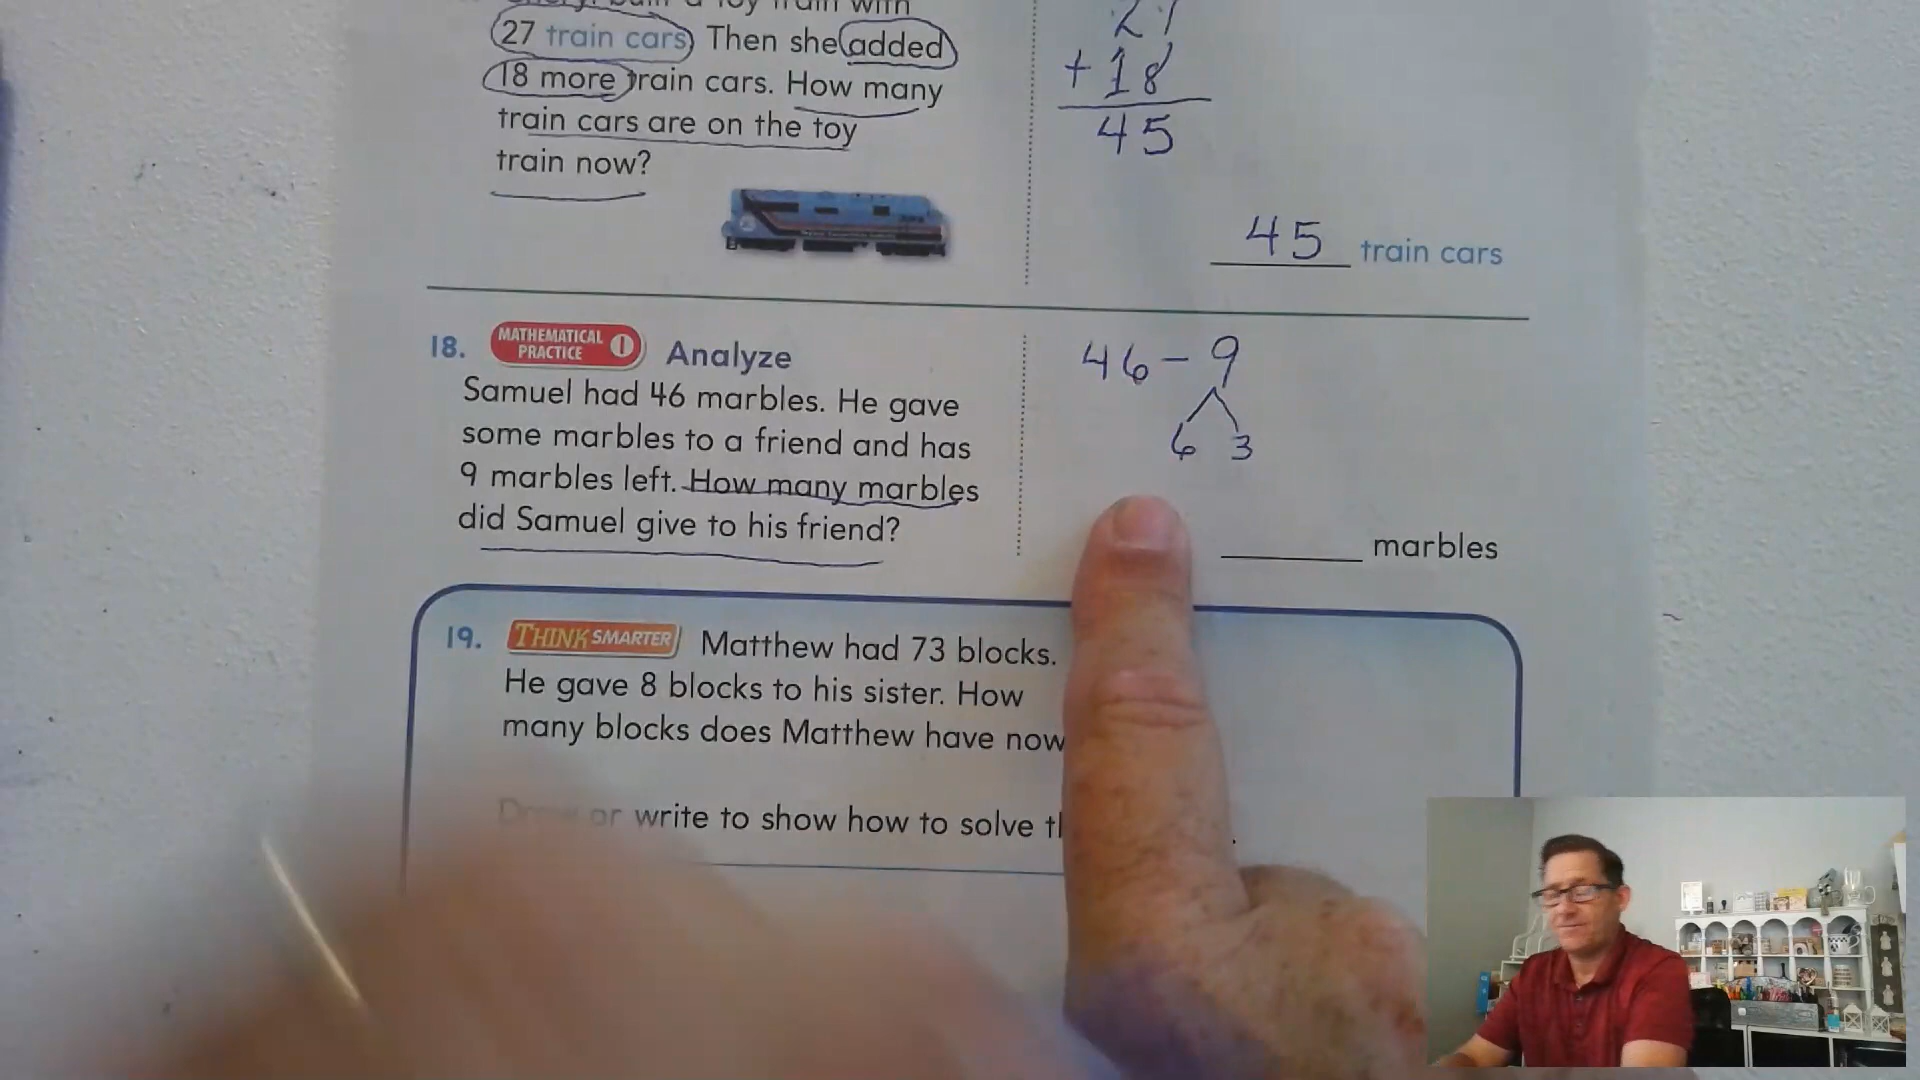 27 train cars Then she added
18 more train cars. How many
train cars are on the toy
train now?
+ 18
45
45 train cars
18. MATHEMATICAL PRACTICE 1 Analyze
Samuel had 46 marbles. He gave
some marbles to a friend and has
9 marbles left. How many marbles
did Samuel give to his friend?
46 - 9
6 3
marbles
19. THINK SMARTER Matthew had 73 blocks.
He gave 8 blocks to his sister. How
many blocks does Matthew have now
Draw or write to show how to solve